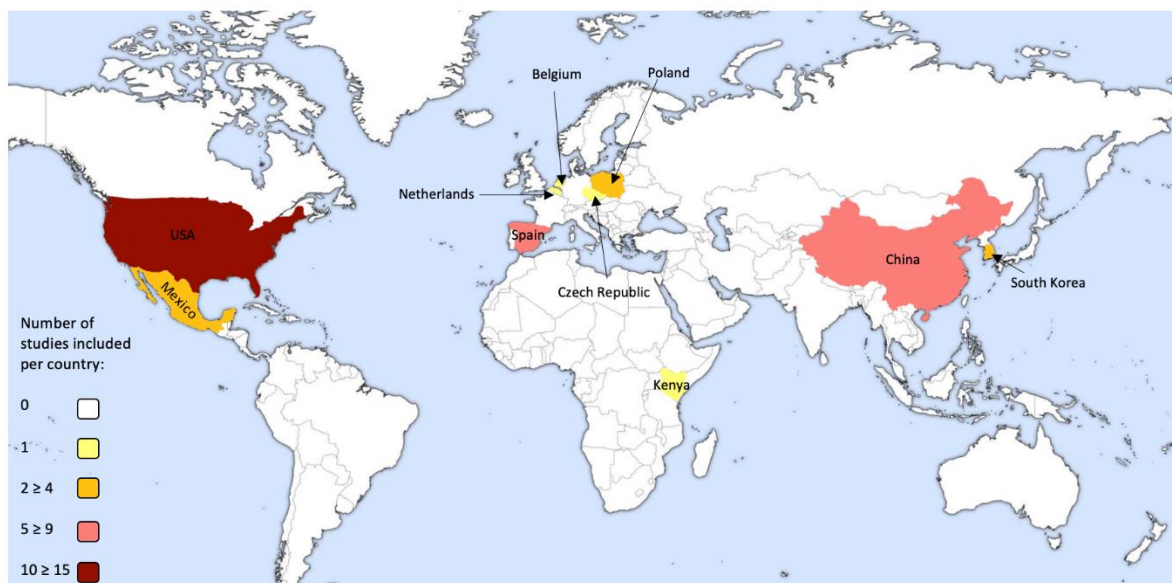 Belgium
Poland
Netherlands
USA
Spain
China
Mexico
Czech Republic
South Korea
Kenya
Number of
studies included
per country:
0
1
2 ≥ 4
5 ≥ 9
10 ≥ 15